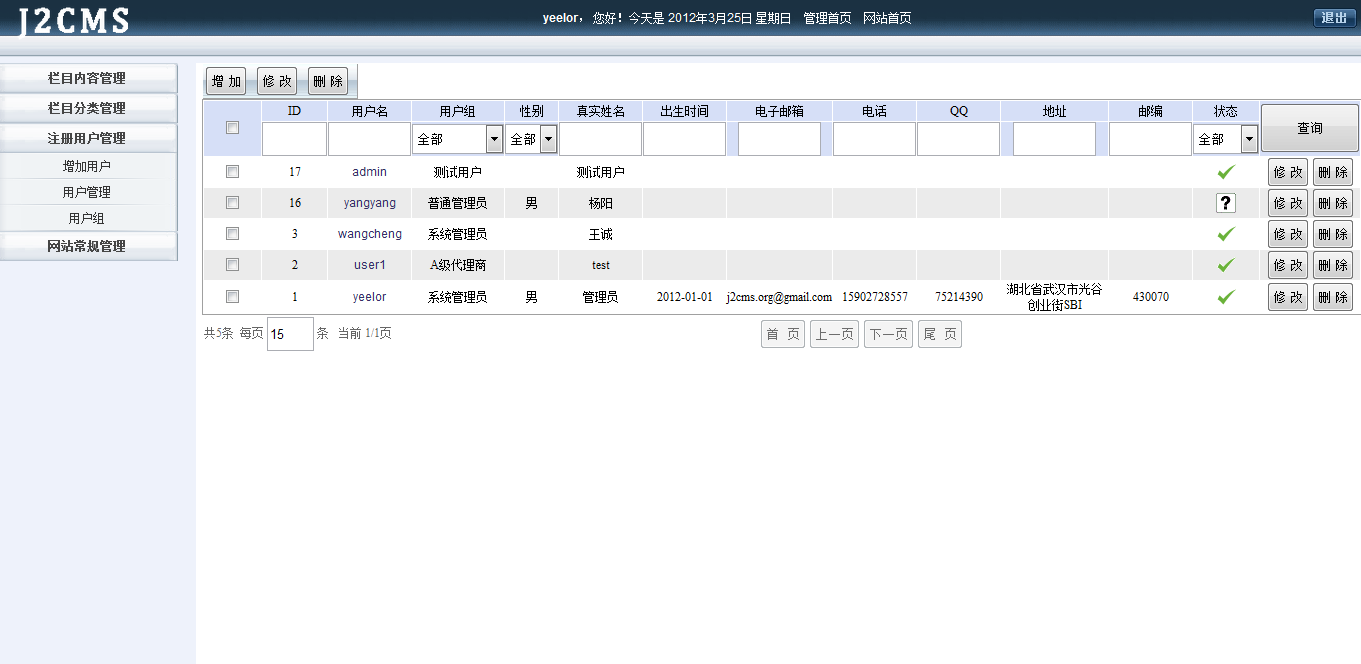 J2CMS
yeelor，您好！今天是 2012年3月25日 星期日 管理首页 网站首页
退出
栏目内容管理
栏目分类管理
注册用户管理
增加用户
用户管理
用户组
网站常规管理
增 加 修 改 删 除
ID 用户名 用户组 性别 真实姓名 出生时间 电子邮箱 电话 QQ 地址 邮编 状态
全部 全部 全部 查询
17 admin 测试用户 测试用户 修 改 删 除
16 yangyang 普通管理员 男 杨阳 ? 修 改 删 除
3 wangcheng 系统管理员 王诚 修 改 删 除
2 user1 A级代理商 test 修 改 删 除
1 yeelor 系统管理员 男 管理员 2012-01-01 j2cms.org@gmail.com 15902728557 75214390 湖北省武汉市光谷 430070 修 改 删 除
创业街SBI
共5条 每页 15 条 当前 1/1页 首 页 上一页 下一页 尾 页